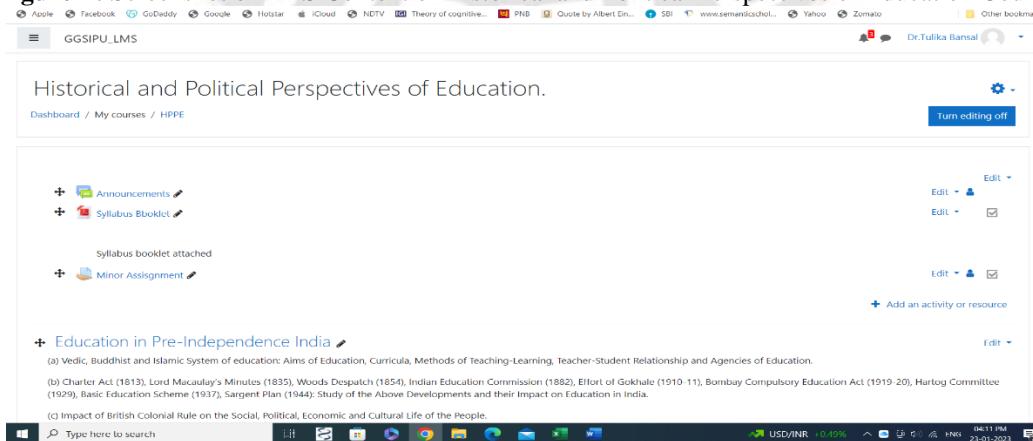 Apple Facebook GoDaddy Google Hotstar iCloud NDTV Theory of cognitive... PNB Quote by Albert Ein... SBI www.semanticschol... Yahoo Zomato Other bookma
GGSIPU_LMS 3 Dr.Tulika Bansal
Historical and Political Perspectives of Education.
Dashboard / My courses / HPPE
Turn editing off
Edit
Announcements Edit
Syllabus Bboklet Edit
Syllabus booklet attached
Minor Assisgnment Edit
Add an activity or resource
Education in Pre-Independence India Edit
(a) Vedic, Buddhist and Islamic System of education: Aims of Education, Curricula, Methods of Teaching-Learning, Teacher-Student Relationship and Agencies of Education.
(b) Charter Act (1813), Lord Macaulay's Minutes (1835), Woods Despatch (1854), Indian Education Commission (1882), Effort of Gokhale (1910-11), Bombay Compulsory Education Act (1919-20), Hartog Committee
(1929), Basic Education Scheme (1937), Sargent Plan (1944): Study of the Above Developments and their Impact on Education in India.
(c) Impact of British Colonial Rule on the Social, Political, Economic and Cultural Life of the People.
Type here to search USD/INR +0.49% ENG 04:11 PM
23-01-2023